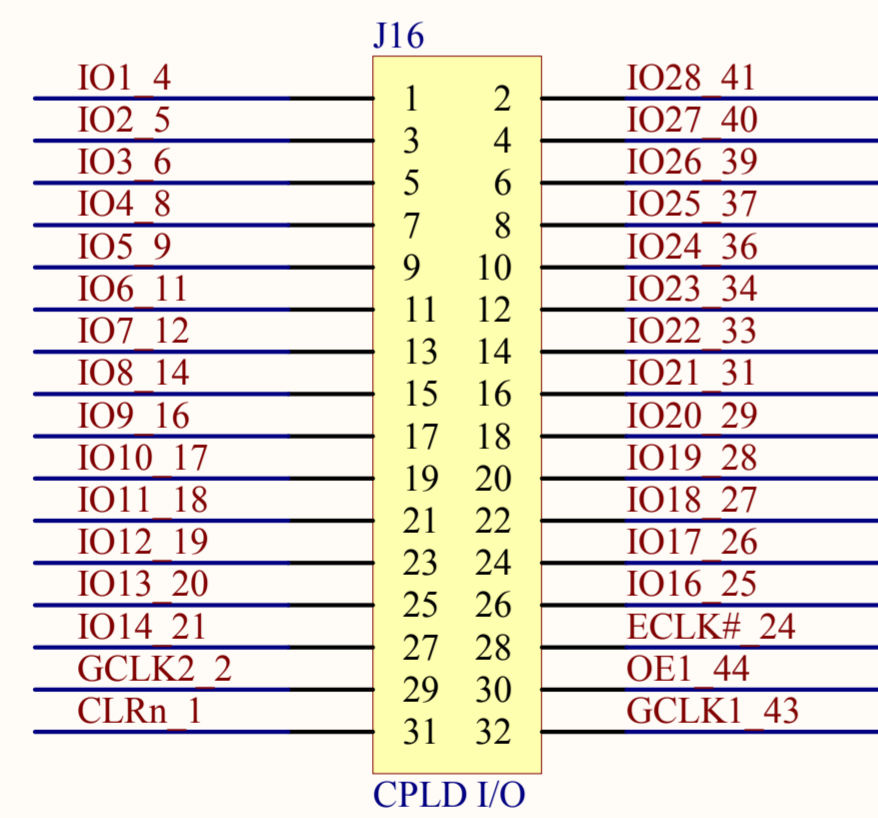 J16
IO1_4 1 2 IO28_41
IO2_5 3 4 IO27_40
IO3_6 5 6 IO26_39
IO4_8 7 8 IO25_37
IO5_9 9 10 IO24_36
IO6_11 11 12 IO23_34
IO7_12 13 14 IO22_33
IO8_14 15 16 IO21_31
IO9_16 17 18 IO20_29
IO10_17 19 20 IO19_28
IO11_18 21 22 IO18_27
IO12_19 23 24 IO17_26
IO13_20 25 26 IO16_25
IO14_21 27 28 ECLK#_24
GCLK2_2 29 30 OE1_44
CLRn_1 31 32 GCLK1_43
CPLD I/O